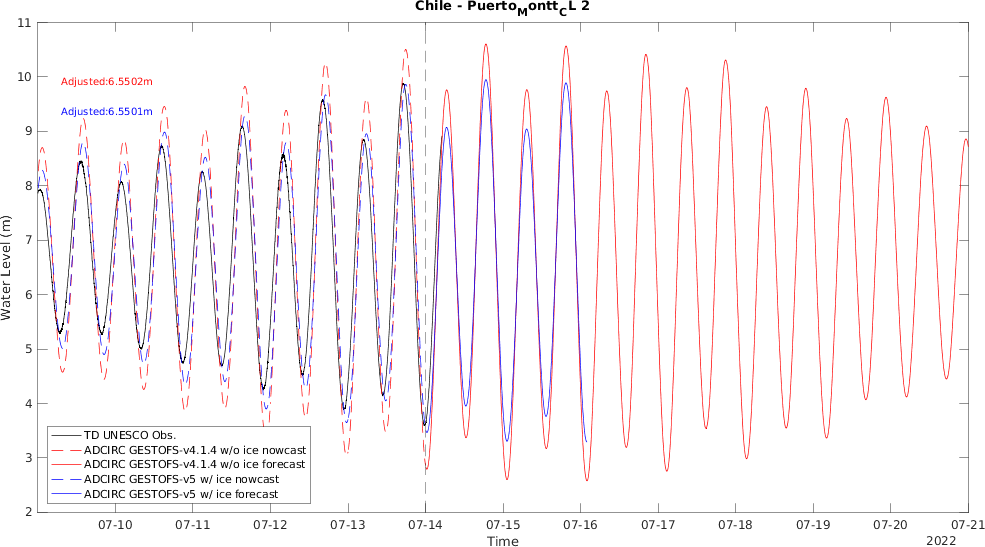 Chile - Puerto_Montt_CL 2
11
10
9
8
7
6
5
4
3
2
Water Level (m)
Adjusted:6.5502m
Adjusted:6.5501m
TD UNESCO Obs.
ADCIRC GESTOFS-v4.1.4 w/o ice nowcast
ADCIRC GESTOFS-v4.1.4 w/o ice forecast
ADCIRC GESTOFS-v5 w/ ice nowcast
ADCIRC GESTOFS-v5 w/ ice forecast
07-10 07-11 07-12 07-13 07-14 07-15 07-16 07-17 07-18 07-19 07-20 07-21
Time
2022